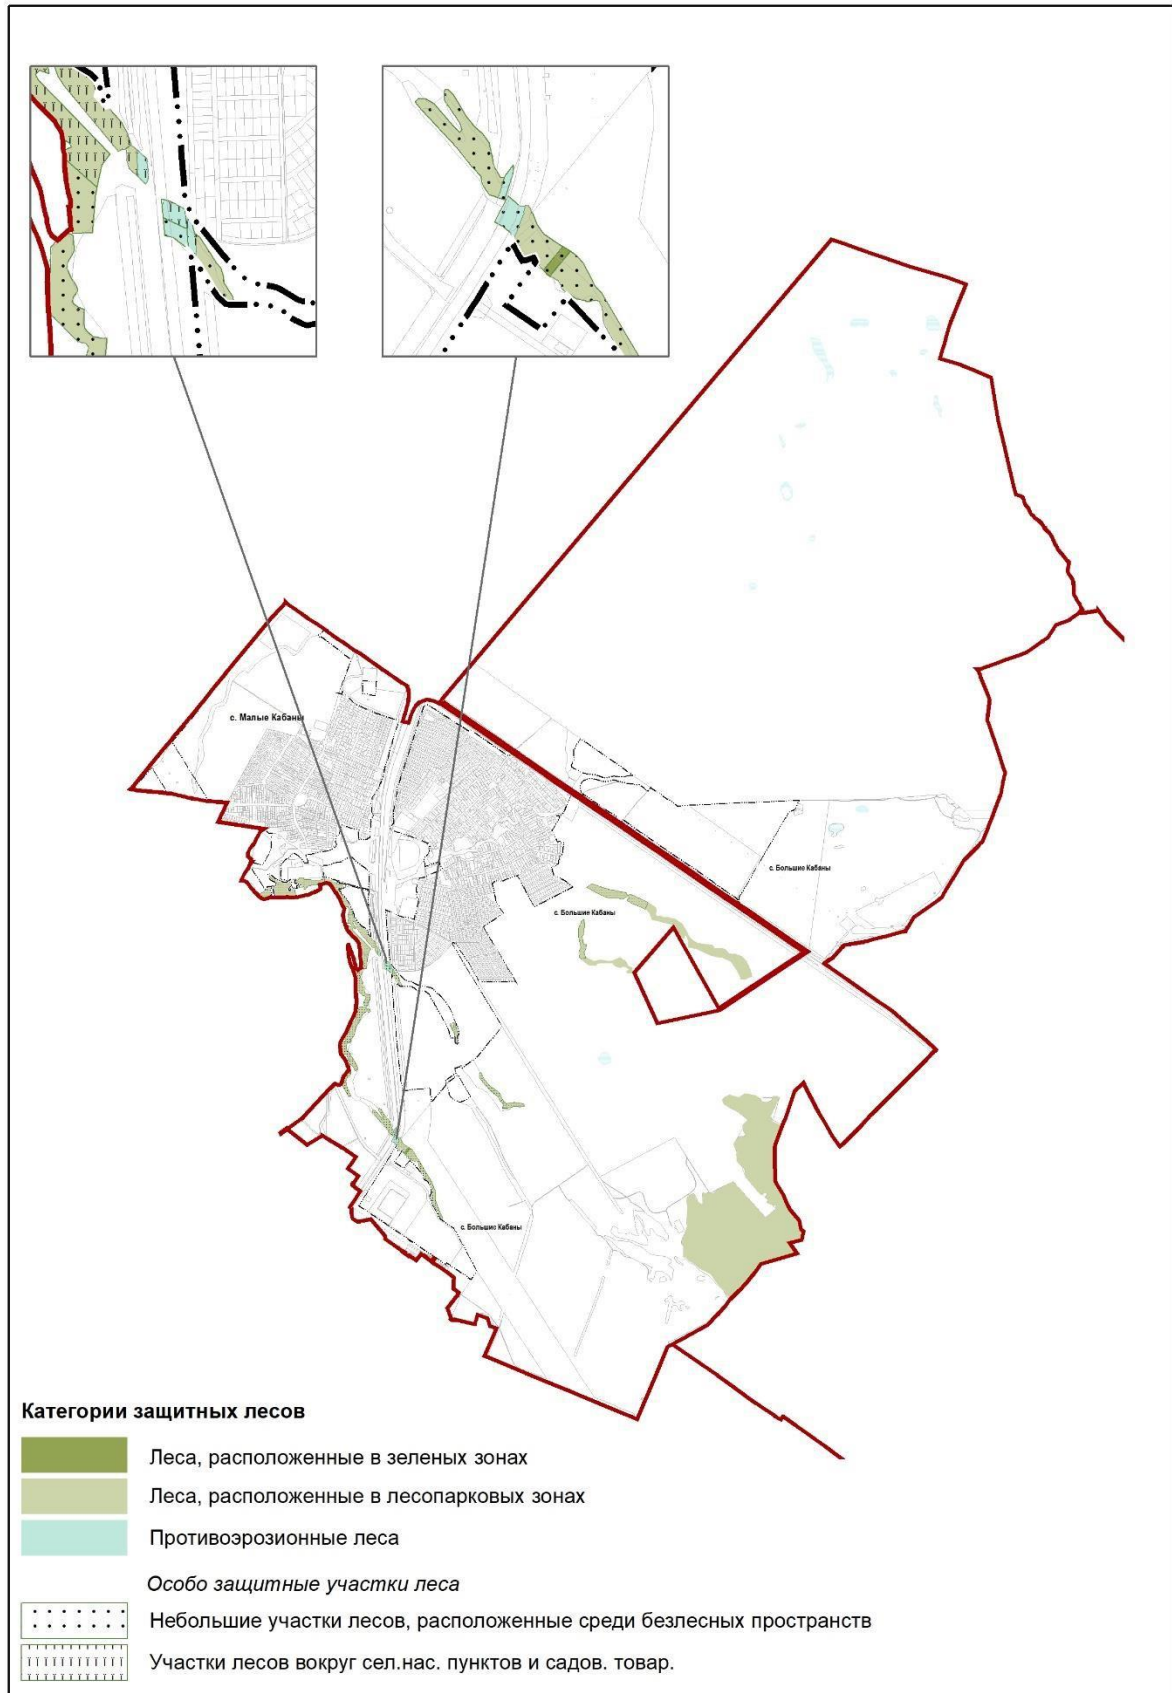 с. Малые Кабаны
с. Большие Кабаны
с. Большие Кабаны
с. Большие Кабаны
Категории защитных лесов
Леса, расположенные в зеленых зонах
Леса, расположенные в лесопарковых зонах
Противоэрозионные леса
Особо защитные участки леса
Небольшие участки лесов, расположенные среди безлесных пространств
Участки лесов вокруг сел.нас. пунктов и садов. товар.